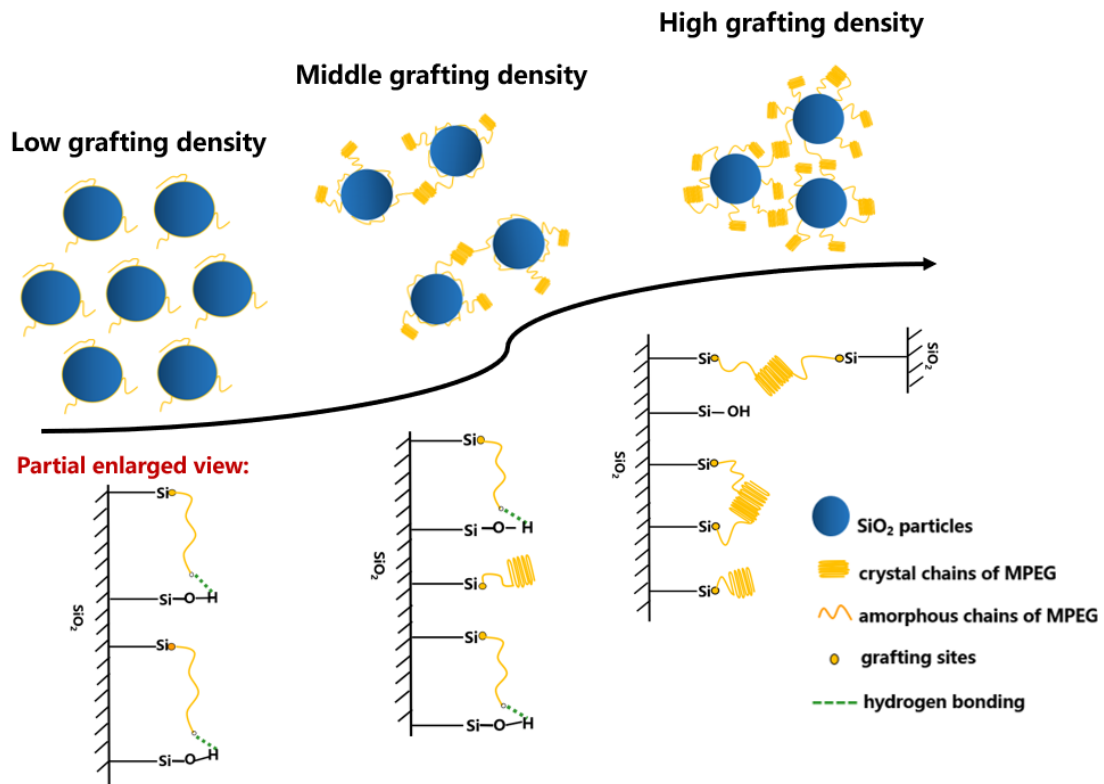 High grafting density
Middle grafting density
Low grafting density
Partial enlarged view:
Si
Si—O—H
SiO₂
Si
Si—O—H
Si
Si—O—H
SiO₂
Si
Si
Si—O—H
Si
Si
SiO₂
Si—OH
SiO₂
Si
Si
Si
SiO₂ particles
crystal chains of MPEG
amorphous chains of MPEG
grafting sites
hydrogen bonding